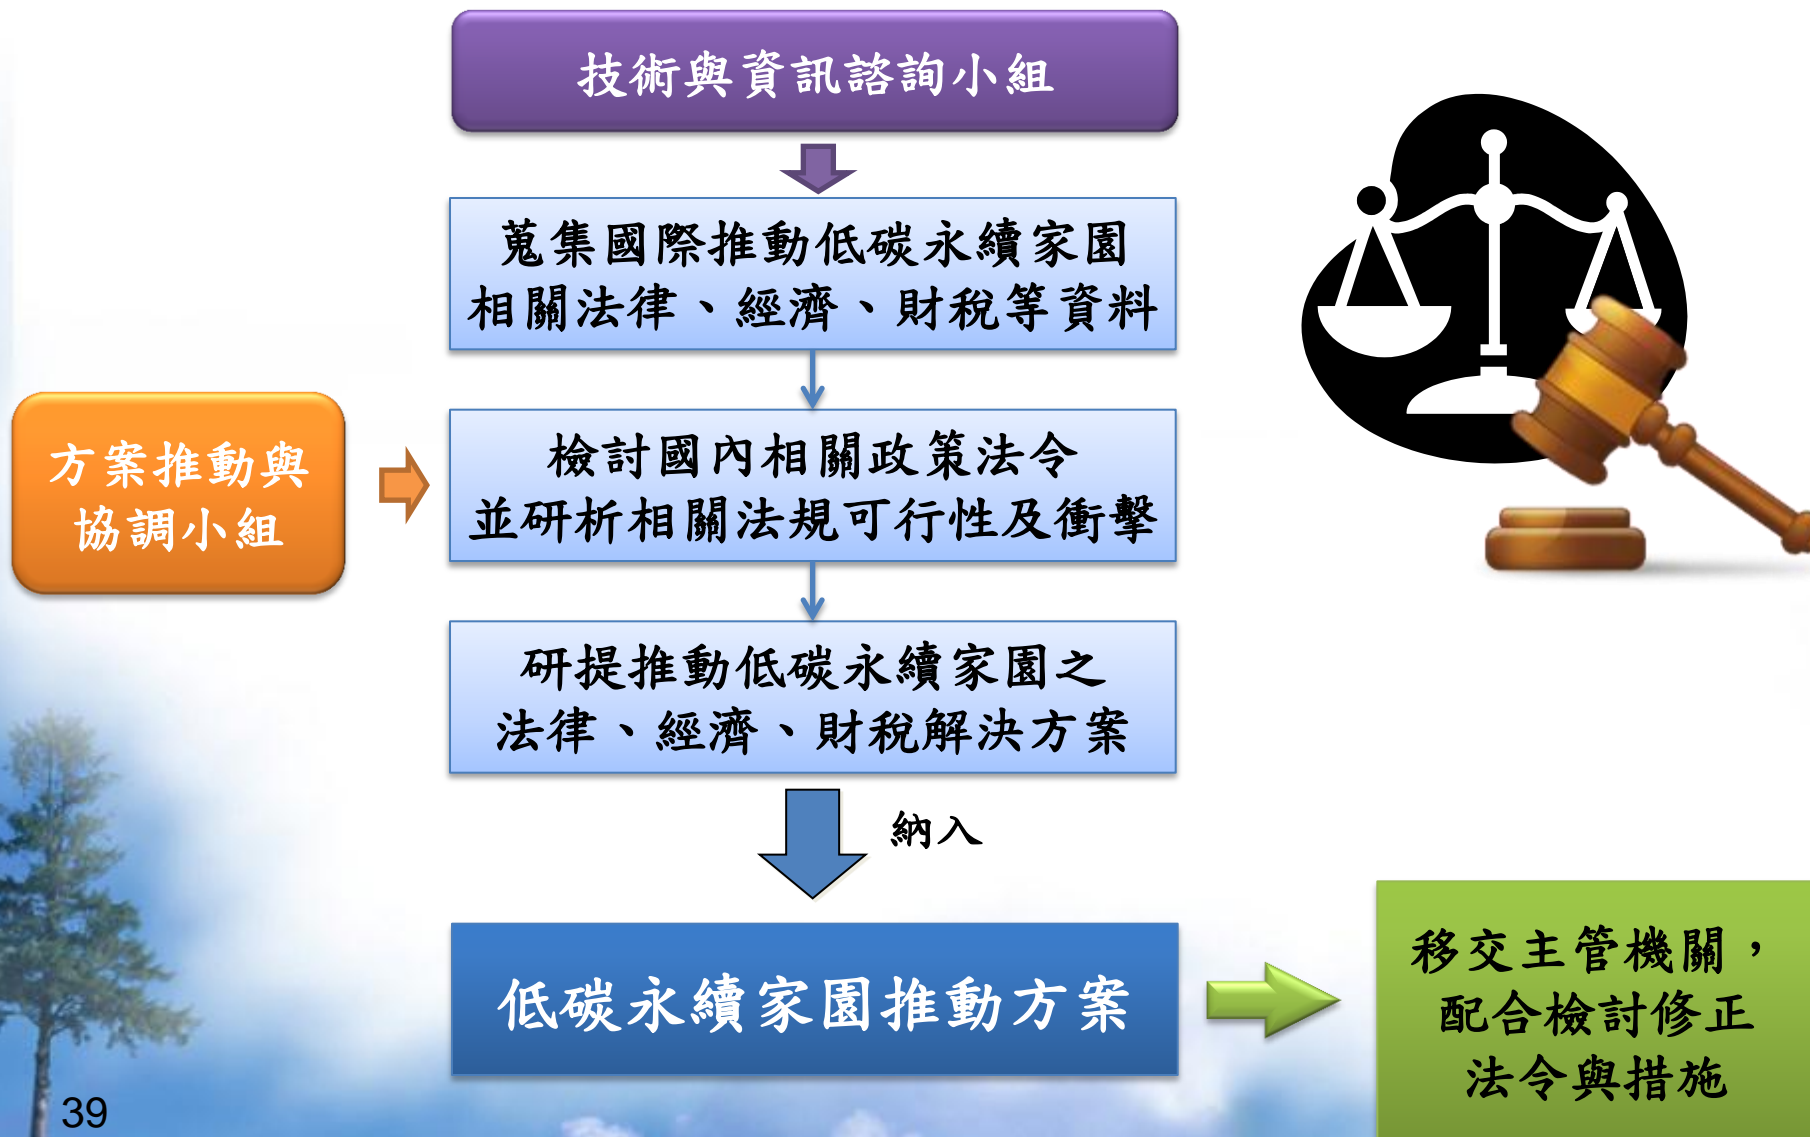 技術與資訊諮詢小組
蒐集國際推動低碳永續家園
相關法律、經濟、財稅等資料
方案推動與
協調小組
檢討國內相關政策法令
並研析相關法規可行性及衝擊
研提推動低碳永續家園之
法律、經濟、財稅解決方案
納入
低碳永續家園推動方案
移交主管機關，
配合檢討修正
法令與措施
39